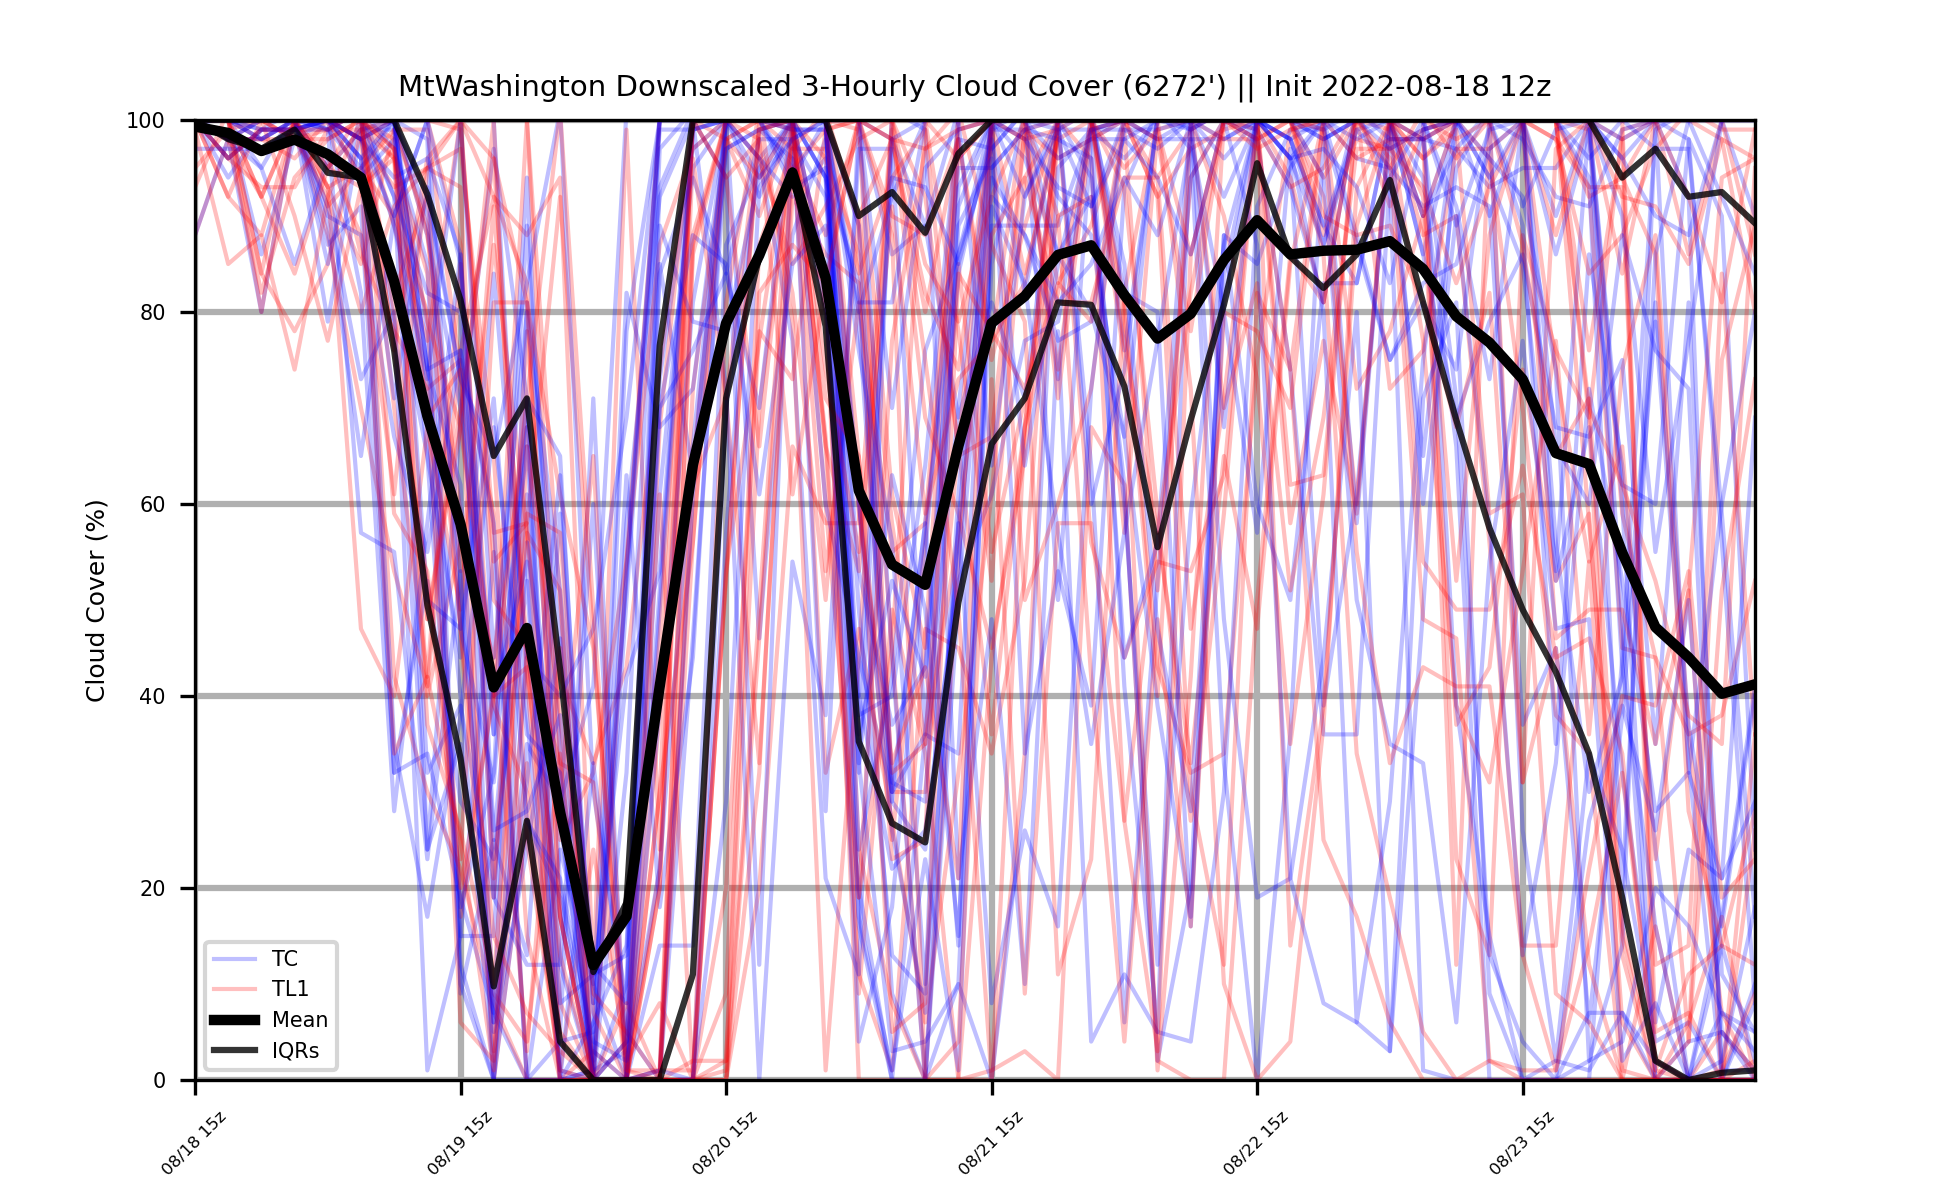 MtWashington Downscaled 3-Hourly Cloud Cover (6272') || Init 2022-08-18 12z
Cloud Cover (%)
100
80
60
40
20
0
TC
TL1
Mean
IQRs
08/18 15z
08/19 15z
08/20 15z
08/21 15z
08/22 15z
08/23 15z